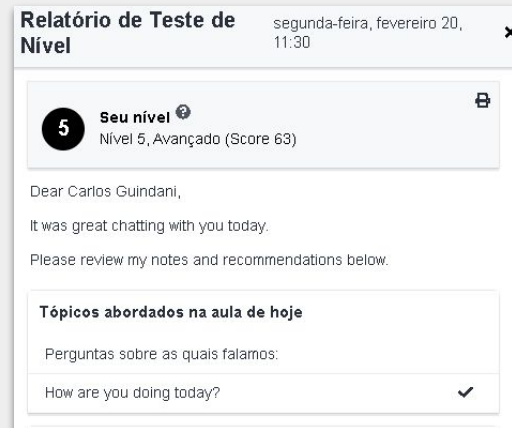 Relatório de Teste de
Nível
segunda-feira, fevereiro 20,
11:30
5
Seu nível
Nível 5, Avançado (Score 63)
Dear Carlos Guindani,
It was great chatting with you today.
Please review my notes and recommendations below.
Tópicos abordados na aula de hoje
Perguntas sobre as quais falamos:
How are you doing today?